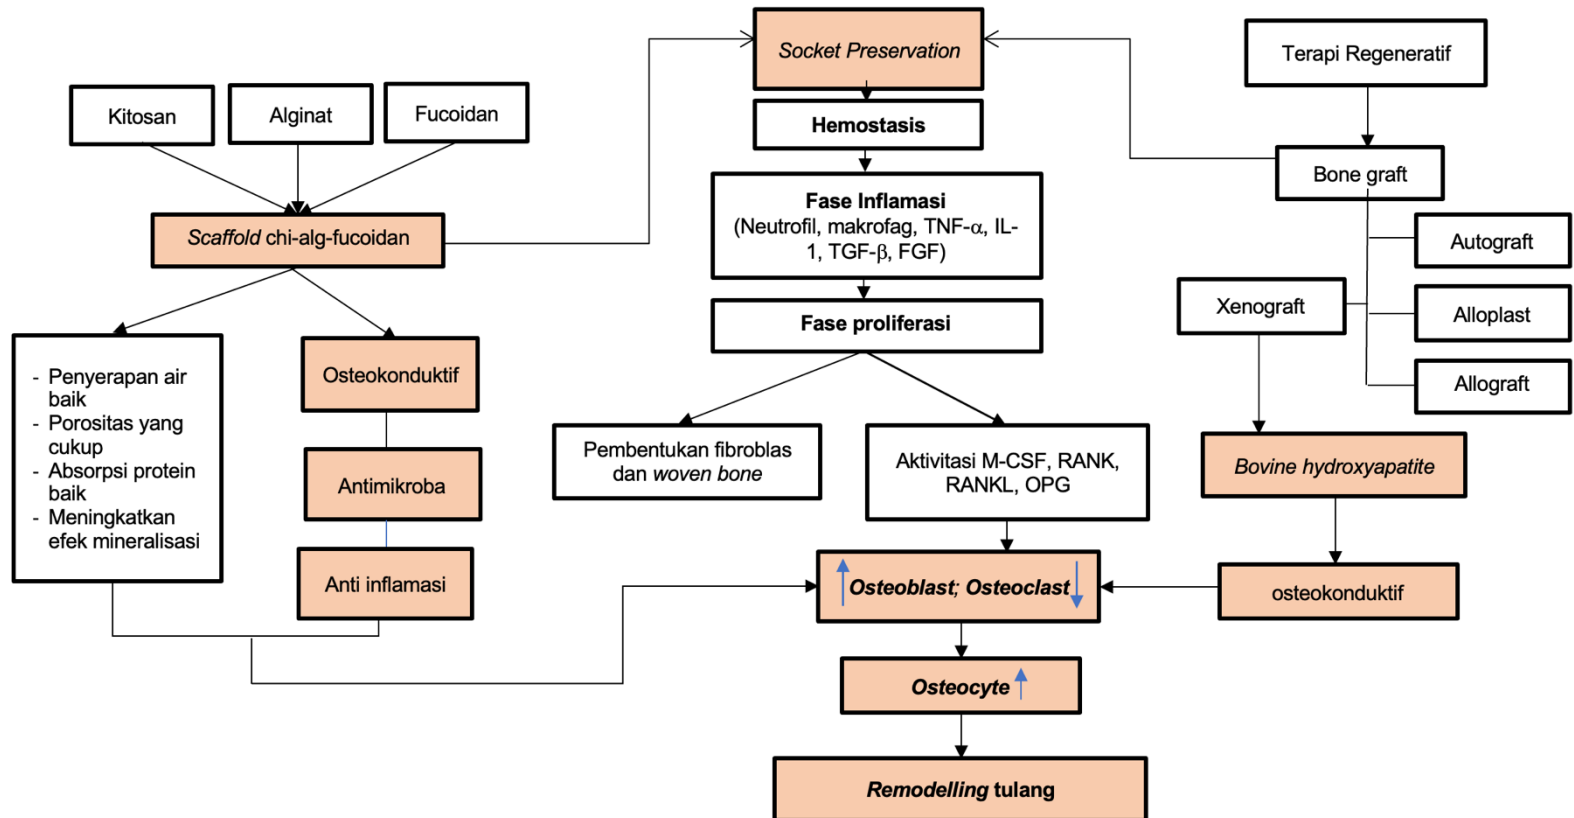 Socket Preservation
Terapi Regeneratif
Kitosan
Alginat
Fucoidan
Hemostasis
Bone graft
Fase Inflamasi
(Neutrofil, makrofag, TNF-α, IL-
1, TGF-β, FGF)
Scaffold chi-alg-fucoidan
Autograft
Xenograft
Alloplast
Fase proliferasi
Allograft
- Penyerapan air
baik
- Porositas yang
cukup
- Absorpsi protein
baik
- Meningkatkan
efek mineralisasi
Osteokonduktif
Antimikroba
Anti inflamasi
Pembentukan fibroblas
dan woven bone
Aktivitasi M-CSF, RANK,
RANKL, OPG
Bovine hydroxyapatite
Osteoblast; Osteoclast
osteokonduktif
Osteocyte
Remodelling tulang